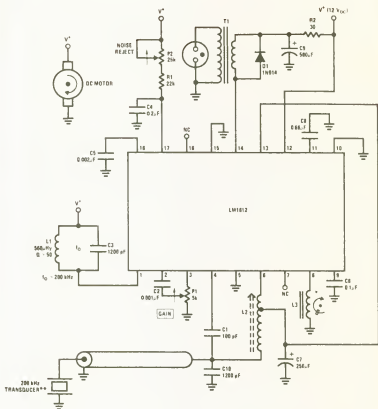 V+
V+
V+ (12 VDC)
T1
R2
30
NOISE
REJECT
P2
25k
D1
1N914
C9
500µF
DC MOTOR
R1
22k
C4
0.2µF
NC
C8
0.68µF
C5
0.002µF
18
17
16
15
14
13
12
11
10
LM1812
V+
L1
500µHy
Q ~ 50
fO
C3
1200 pF
fO ~ 200 kHz
1
2
3
4
5
6
7
8
9
C2
0.001µF
P1
5k
GAIN
L2
NC
L3
C6
0.1µF
C1
100 pF
C10
1200 pF
C7
250µF
200 kHz
TRANSDUCER**